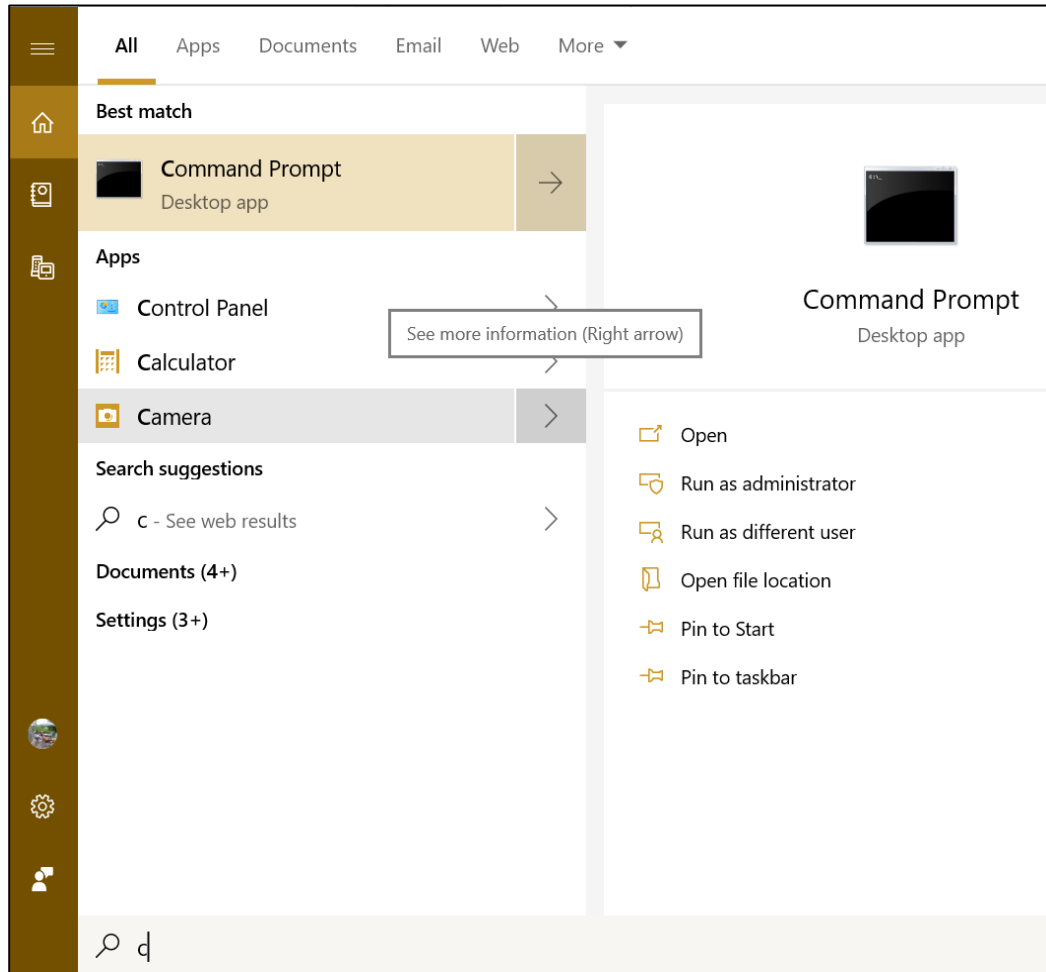 All Apps Documents Email Web More
Best match
Command Prompt
Desktop app
Apps
Control Panel
See more information (Right arrow)
Calculator
Camera
Search suggestions
c - See web results
Documents (4+)
Settings (3+)
Command Prompt
Desktop app
Open
Run as administrator
Run as different user
Open file location
Pin to Start
Pin to taskbar
c